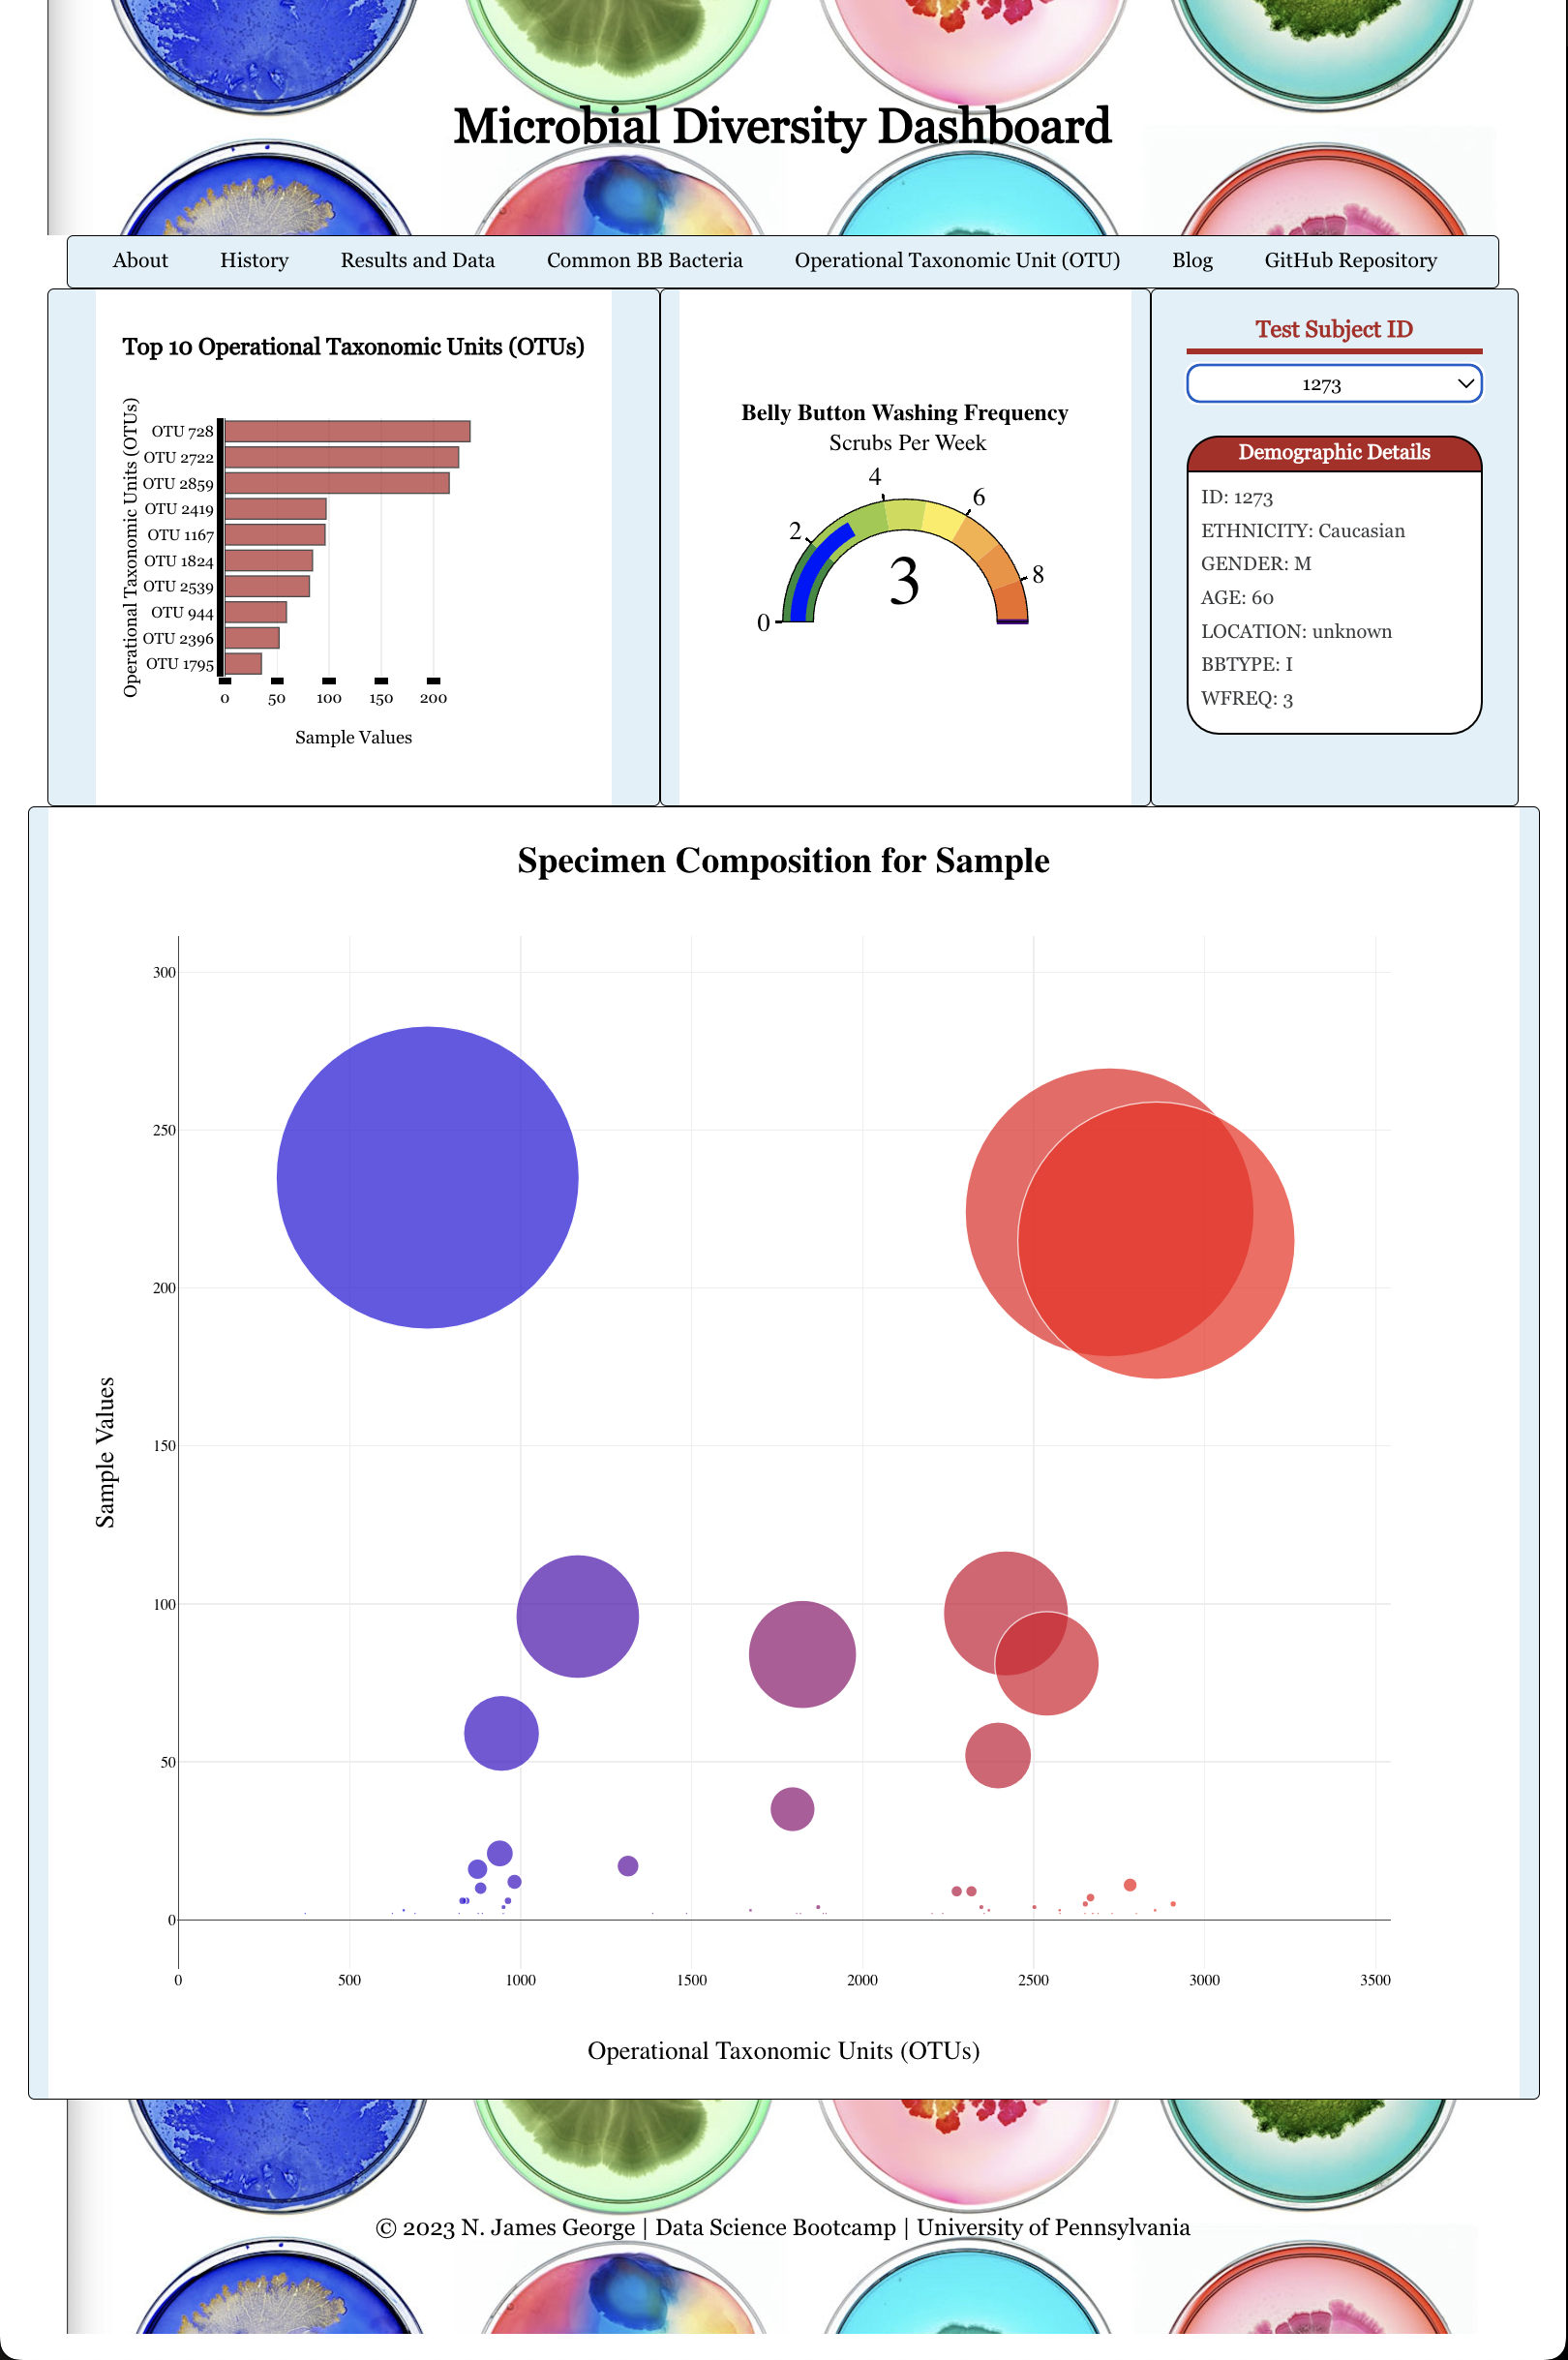 Microbial Diversity Dashboard
About History Results and Data Common BB Bacteria Operational Taxonomic Unit (OTU) Blog GitHub Repository
Top 10 Operational Taxonomic Units (OTUs)
Operational Taxonomic Units (OTUs)
OTU 728
OTU 2722
OTU 2859
OTU 2419
OTU 1167
OTU 1824
OTU 2539
OTU 944
OTU 2396
OTU 1795
0 50 100 150 200
Sample Values
Belly Button Washing Frequency
Scrubs Per Week
0
2
4
6
8
3
Test Subject ID
1273
Demographic Details
ID: 1273
ETHNICITY: Caucasian
GENDER: M
AGE: 60
LOCATION: unknown
BBTYPE: I
WFREQ: 3
Specimen Composition for Sample
Sample Values
300
250
200
150
100
50
0
0 500 1000 1500 2000 2500 3000 3500
Operational Taxonomic Units (OTUs)
© 2023 N. James George | Data Science Bootcamp | University of Pennsylvania